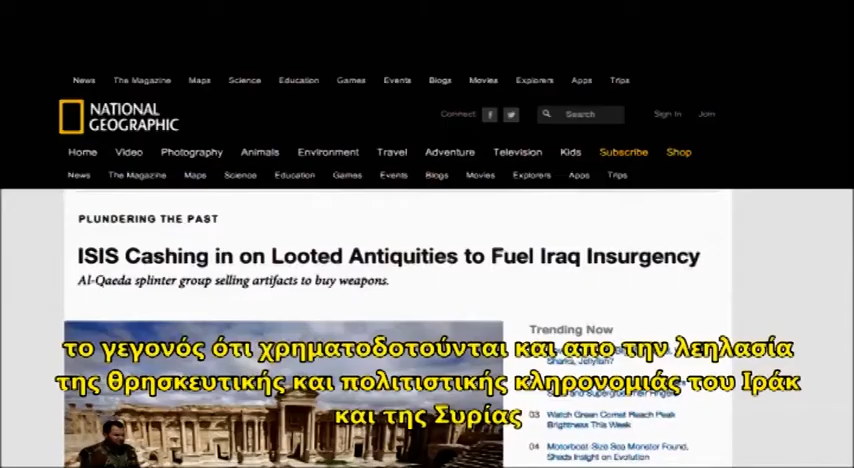 News The Magazine Maps Science Education Games Events Blogs Movies Explorers Apps Trips
NATIONAL
GEOGRAPHIC
Connect: f Search Sign In Join
Home Video Photography Animals Environment Travel Adventure Television Kids Subscribe Shop
News The Magazine Maps Science Education Games Events Blogs Movies Explorers Apps Trips
PLUNDERING THE PAST
ISIS Cashing in on Looted Antiquities to Fuel Iraq Insurgency
Al-Qaeda splinter group selling artifacts to buy weapons.
Trending Now
Sharks, Jellyfish?
03 Watch Green Comet Reach Peak
Brightness This Week
04 Motorboat-Size Sea Monster Found,
Sheds Insight on Evolution
το γεγονός ότι χρηματοδοτούνται και απο την λεηλασία
της θρησκευτικής και πολιτιστικής κληρονομιάς του Ιράκ
και της Συρίας